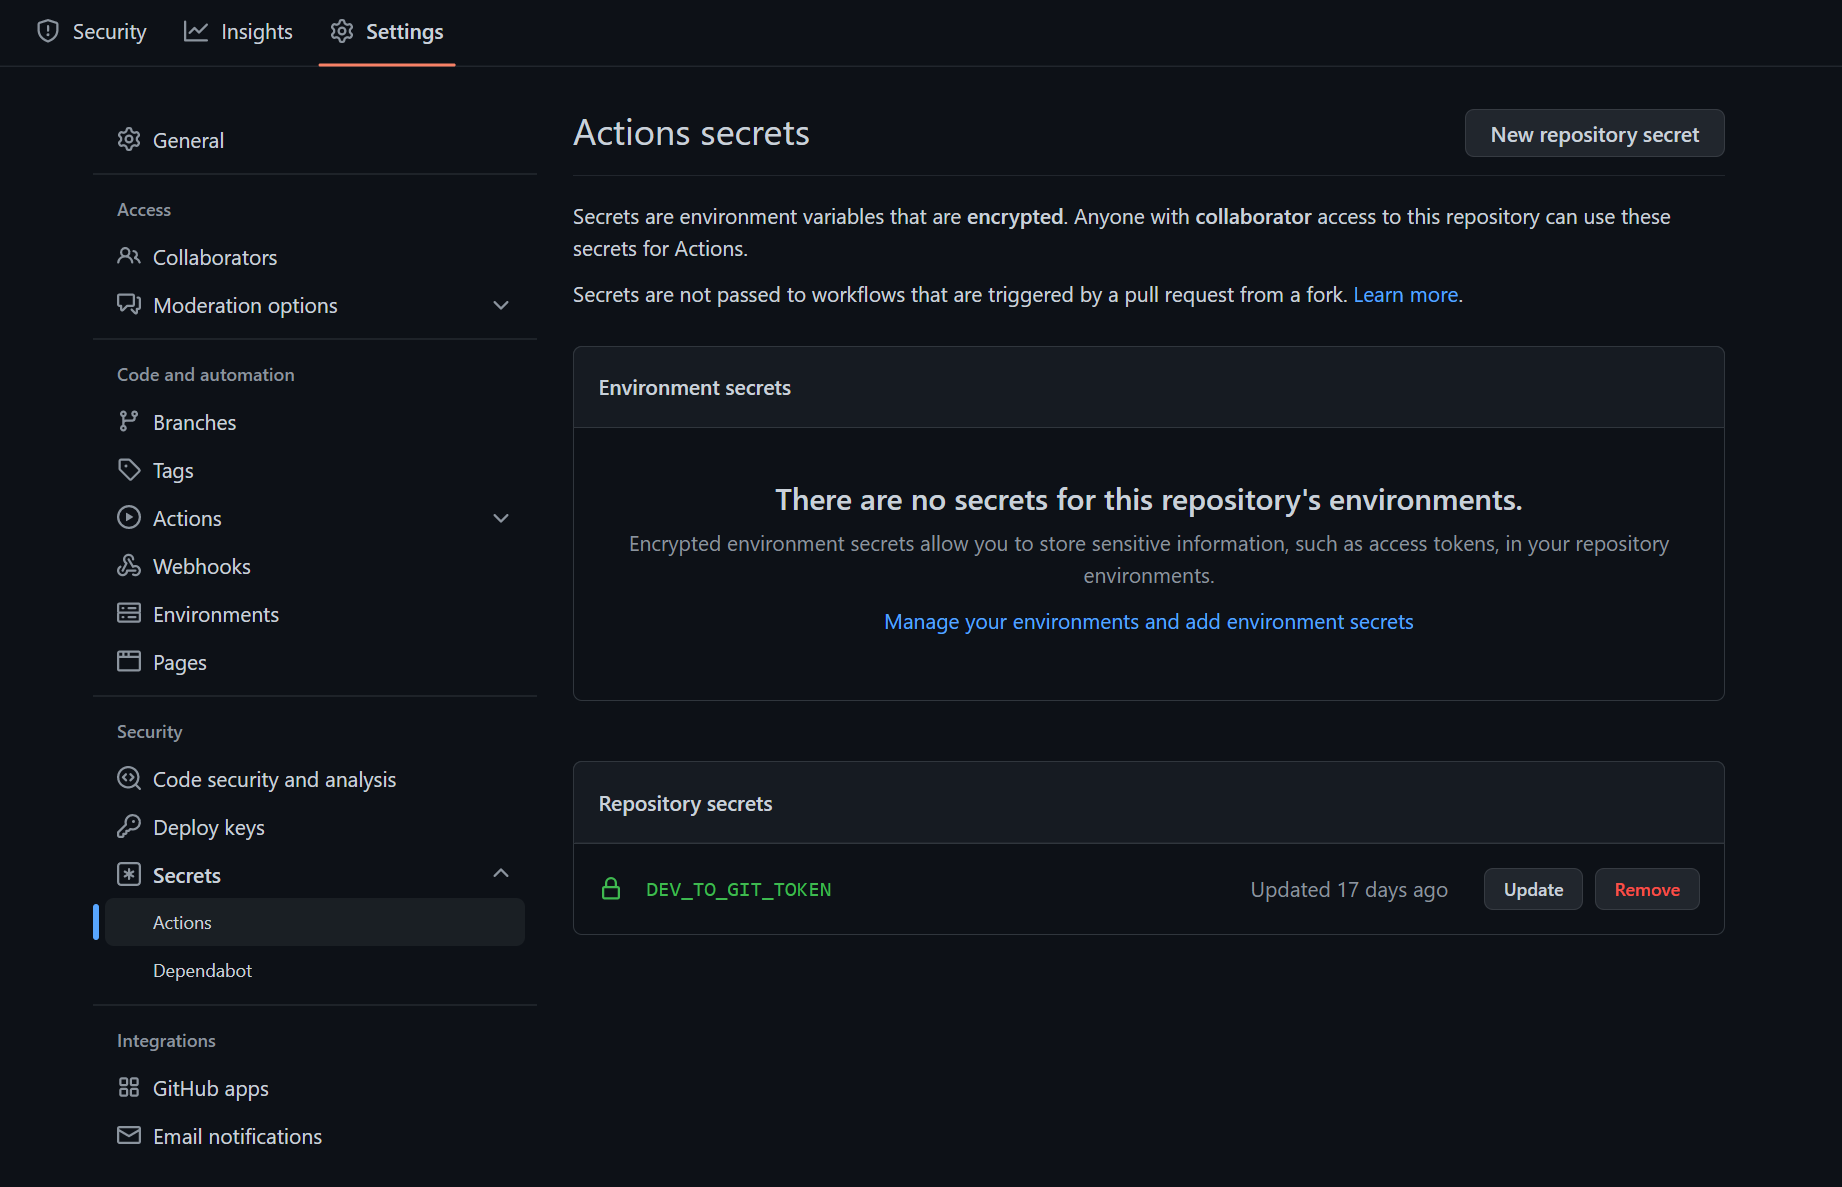 Security
Insights
Settings
General
Access
Collaborators
Moderation options
Code and automation
Branches
Tags
Actions
Webhooks
Environments
Pages
Security
Code security and analysis
Deploy keys
Secrets
Actions
Dependabot
Integrations
GitHub apps
Email notifications
Actions secrets
New repository secret
Secrets are environment variables that are encrypted. Anyone with collaborator access to this repository can use these
secrets for Actions.
Secrets are not passed to workflows that are triggered by a pull request from a fork. Learn more.
Environment secrets
There are no secrets for this repository's environments.
Encrypted environment secrets allow you to store sensitive information, such as access tokens, in your repository
environments.
Manage your environments and add environment secrets
Repository secrets
DEV_TO_GIT_TOKEN
Updated 17 days ago
Update
Remove